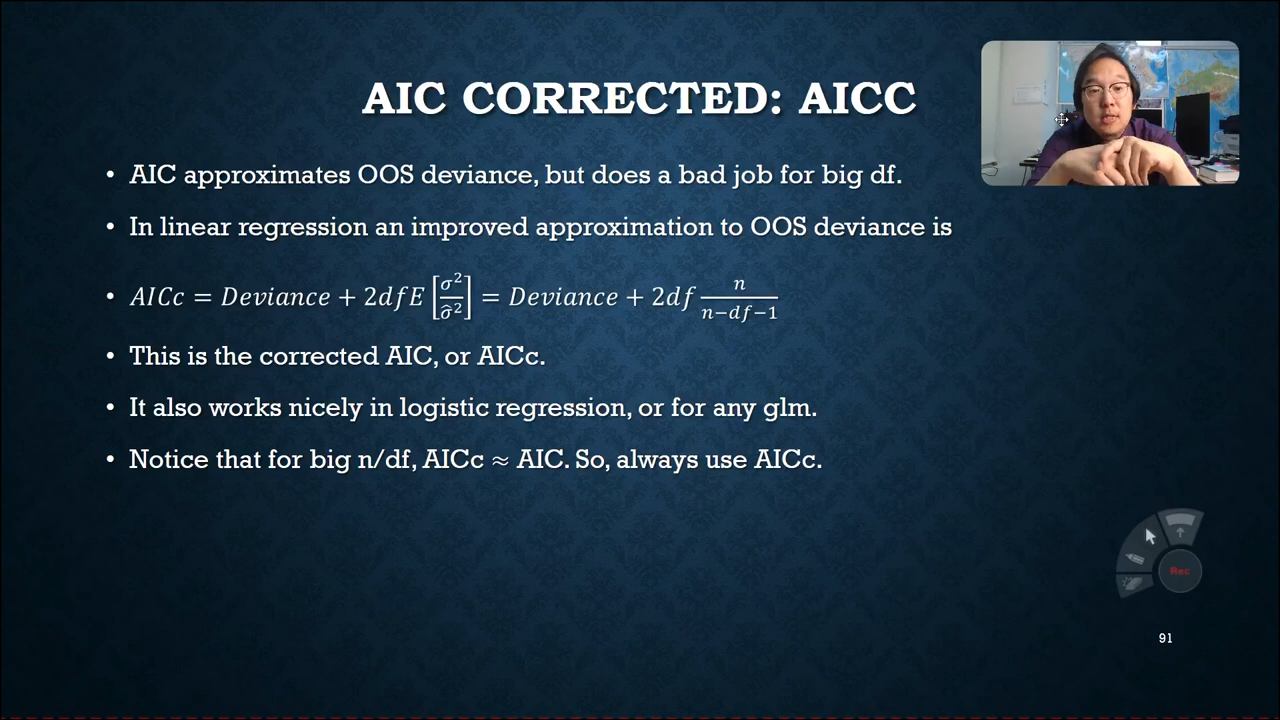 AIC CORRECTED: AICC
• AIC approximates OOS deviance, but does a bad job for big df.
• In linear regression an improved approximation to OOS deviance is
• AICc = Deviance + 2dfE[σ²/σ̂²] = Deviance + 2df n/(n−df−1)
• This is the corrected AIC, or AICc.
• It also works nicely in logistic regression, or for any glm.
• Notice that for big n/df, AICc ≈ AIC. So, always use AICc.
Rec
91